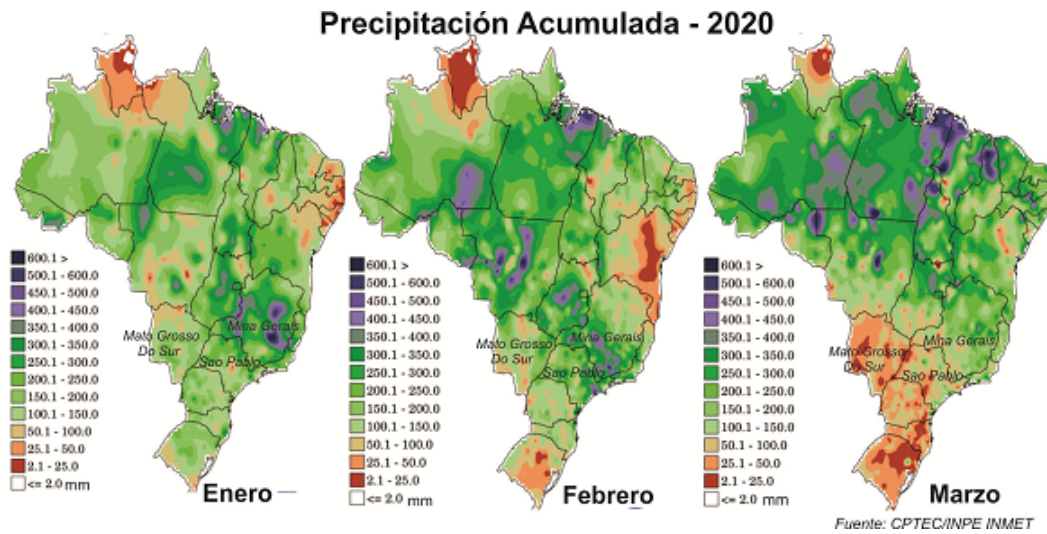 Precipitación Acumulada - 2020
600.1 >
500.1 - 600.0
450.1 - 500.0
400.1 - 450.0
350.1 - 400.0
300.1 - 350.0
250.1 - 300.0
200.1 - 250.0
150.1 - 200.0
100.1 - 150.0
50.1 - 100.0
25.1 - 50.0
2.1 - 25.0
<= 2.0 mm
Mato Grosso
Do Sur
Mina Gerais
Sao Pablo
Enero
600.1 >
500.1 - 600.0
450.1 - 500.0
400.1 - 450.0
350.1 - 400.0
300.1 - 350.0
250.1 - 300.0
200.1 - 250.0
150.1 - 200.0
100.1 - 150.0
50.1 - 100.0
25.1 - 50.0
2.1 - 25.0
<= 2.0 mm
Mato Grosso
Do Sur
Mina Gerais
Sao Pablo
Febrero
600.1 >
500.1 - 600.0
450.1 - 500.0
400.1 - 450.0
350.1 - 400.0
300.1 - 350.0
250.1 - 300.0
200.1 - 250.0
150.1 - 200.0
100.1 - 150.0
50.1 - 100.0
25.1 - 50.0
2.1 - 25.0
<= 2.0 mm
Mato Grosso
Do Sur
Mina Gerais
Sao Pablo
Marzo
Fuente: CPTEC/INPE INMET